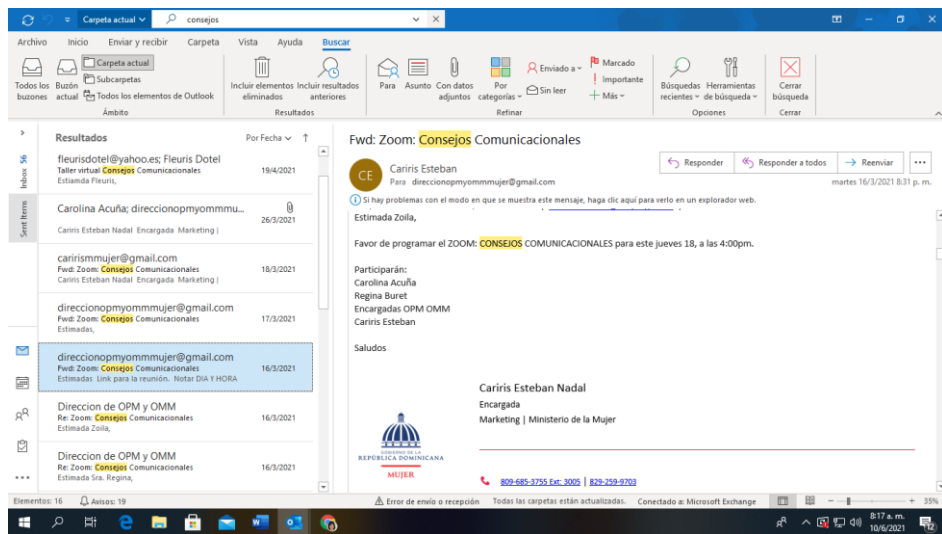 Carpeta actual
consejos
Archivo Inicio Enviar y recibir Carpeta Vista Ayuda Buscar
Todos los buzones
Buzón actual
Carpeta actual
Subcarpetas
Todos los elementos de Outlook
Ámbito
Incluir elementos eliminados
Incluir resultados anteriores
Resultados
Para
Asunto
Con datos adjuntos
Por categorías
Enviado a
Sin leer
Marcado
Importante
Más
Refinar
Búsquedas recientes
Herramientas de búsqueda
Opciones
Cerrar búsqueda
Cerrar
Inbox 56
Sent Items
Resultados
Por Fecha
fleurisdotel@yahoo.es; Fleuris Dotel
Taller virtual Consejos Comunicacionales 19/4/2021
Estiamda Fleuris,
Carolina Acuña; direccionopmyommmu...
26/3/2021
Cariris Esteban Nadal Encargada Marketing |
carirismmujer@gmail.com
Fwd: Zoom: Consejos Comunicacionales 18/3/2021
Cariris Esteban Nadal Encargada Marketing |
direccionopmyommmujer@gmail.com
Fwd: Zoom: Consejos Comunicacionales 17/3/2021
Estimadas,
direccionopmyommmujer@gmail.com
Fwd: Zoom: Consejos Comunicacionales 16/3/2021
Estimadas Link para la reunión. Notar DIA Y HORA
Direccion de OPM y OMM
Re: Zoom: Consejos Comunicacionales 16/3/2021
Estimada Zoila,
Direccion de OPM y OMM
Re: Zoom: Consejos Comunicacionales 16/3/2021
Estimada Sra. Regina,
Fwd: Zoom: Consejos Comunicacionales
CE
Cariris Esteban
Para direccionopmyommmujer@gmail.com
Responder
Responder a todos
Reenviar
martes 16/3/2021 8:31 p. m.
Si hay problemas con el modo en que se muestra este mensaje, haga clic aquí para verlo en un explorador web.
Estimada Zoila,
Favor de programar el ZOOM: CONSEJOS COMUNICACIONALES para este jueves 18, a las 4:00pm.
Participarán:
Carolina Acuña
Regina Buret
Encargadas OPM OMM
Cariris Esteban
Saludos
Cariris Esteban Nadal
Encargada
Marketing | Ministerio de la Mujer
GOBIERNO DE LA
REPÚBLICA DOMINICANA
MUJER
809-685-3755 Ext: 3005 | 829-259-9703
Elementos: 16 Avisos: 19
Error de envío o recepción
Todas las carpetas están actualizadas.
Conectado a: Microsoft Exchange
35%
8:17 a. m.
10/6/2021
12